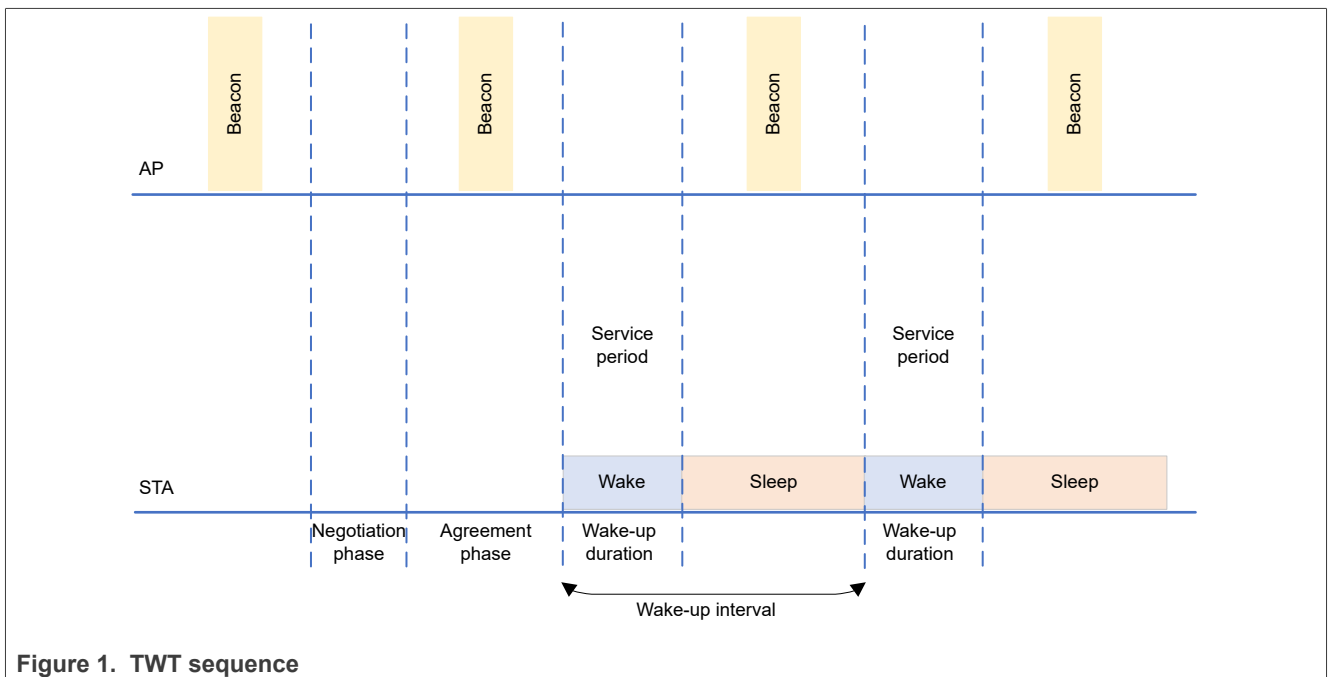 Beacon
Beacon
Beacon
Beacon
AP
Service
period
Service
period
Wake
Sleep
Wake
Sleep
STA
Negotiation
phase
Agreement
phase
Wake-up
duration
Wake-up
duration
Wake-up interval
Figure 1. TWT sequence